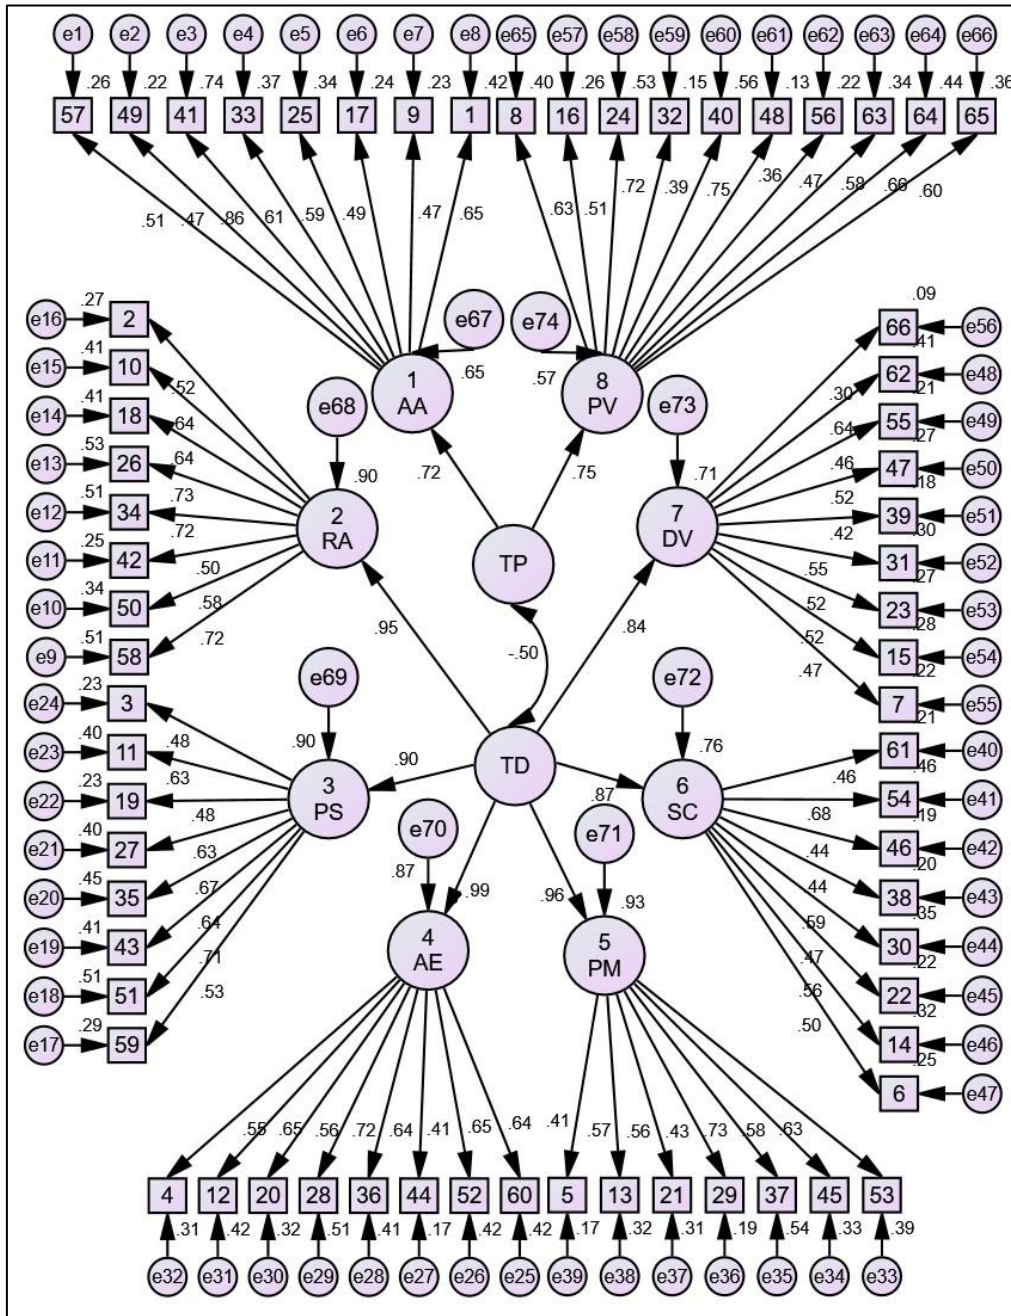 e1 e2 e3 e4 e5 e6 e7 e8 e65 e57 e58 e59 e60 e61 e62 e63 e64 e66
.26 .22 .74 .37 .34 .24 .23 .42 .40 .26 .53 .15 .56 .13 .22 .34 .44 .36
57 49 41 33 25 17 9 1 8 16 24 32 40 48 56 63 64 65
.51 .47 .86 .61 .59 .49 .47 .65 .63 .51 .72 .39 .75 .36 .47 .58 .66 .60
e67 e74
.65 .57
1
AA
8
PV
e68 e73
.90 .71
.72 .75
2
RA
TP
7
DV
.95 -.50 .84
e16 .27 2 .52
e15 .41 10 .64
e14 .41 18 .64
e13 .53 26 .73
e12 .51 34 .72
e11 .25 42 .50
e10 .34 50 .58
e9 .51 58 .72
.09 66 e56 .30
.41 62 e48 .64
.21 55 e49 .46
.27 47 e50 .52
.18 39 e51 .42
.30 31 e52 .55
.27 23 e53 .52
.28 15 e54 .52
.22 7 e55 .47
e69 e72
.90 .76
TD
3
PS
6
SC
.90 .87
e24 .23 3 .48
e23 .40 11 .63
e22 .23 19 .48
e21 .40 27 .63
e20 .45 35 .67
e19 .41 43 .64
e18 .51 51 .71
e17 .29 59 .53
.21 61 e40 .46
.46 54 e41 .68
.19 46 e42 .44
.20 38 e43 .44
.35 30 e44 .59
.22 22 e45 .47
.32 14 e46 .56
.25 6 e47 .50
e70 e71
.87 .99 .96 .93
4
AE
5
PM
.55 .65 .56 .72 .64 .41 .65 .64 .41 .57 .56 .43 .73 .58 .63
4 12 20 28 36 44 52 60 5 13 21 29 37 45 53
.31 .42 .32 .51 .41 .17 .42 .42 .17 .32 .31 .19 .54 .33 .39
e32 e31 e30 e29 e28 e27 e26 e25 e39 e38 e37 e36 e35 e34 e33